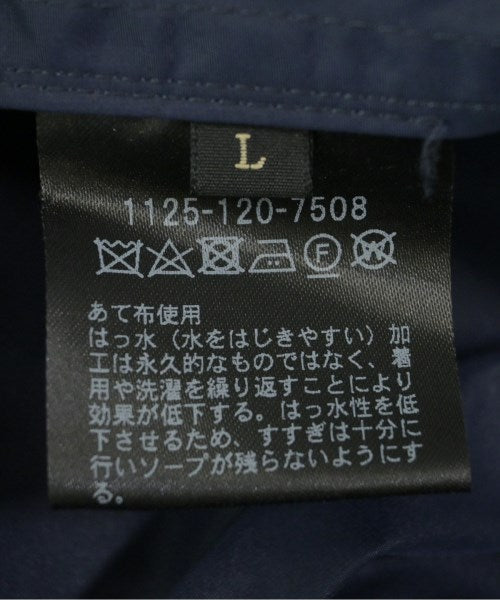 L
1125-120-7508
F
W
あて布使用
はっ水（水をはじきやすい）加
工は永久的なものではなく、着
用や洗濯を繰り返すことにより
効果が低下する。はっ水性を低
下させるため、すすぎは十分に
行いソープが残らないようにす
る。